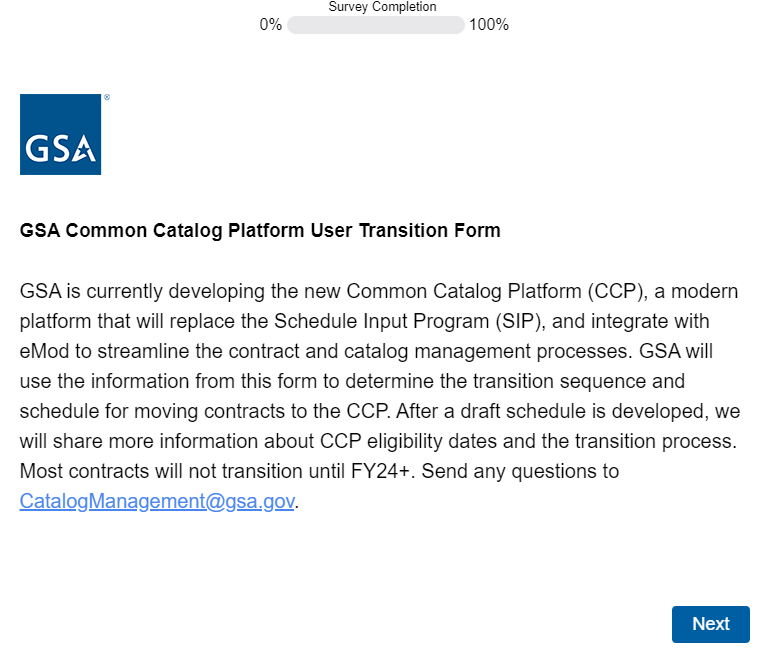 Survey Completion
0% 100%
GSA ®
GSA Common Catalog Platform User Transition Form
GSA is currently developing the new Common Catalog Platform (CCP), a modern
platform that will replace the Schedule Input Program (SIP), and integrate with
eMod to streamline the contract and catalog management processes. GSA will
use the information from this form to determine the transition sequence and
schedule for moving contracts to the CCP. After a draft schedule is developed, we
will share more information about CCP eligibility dates and the transition process.
Most contracts will not transition until FY24+. Send any questions to
CatalogManagement@gsa.gov.
Next